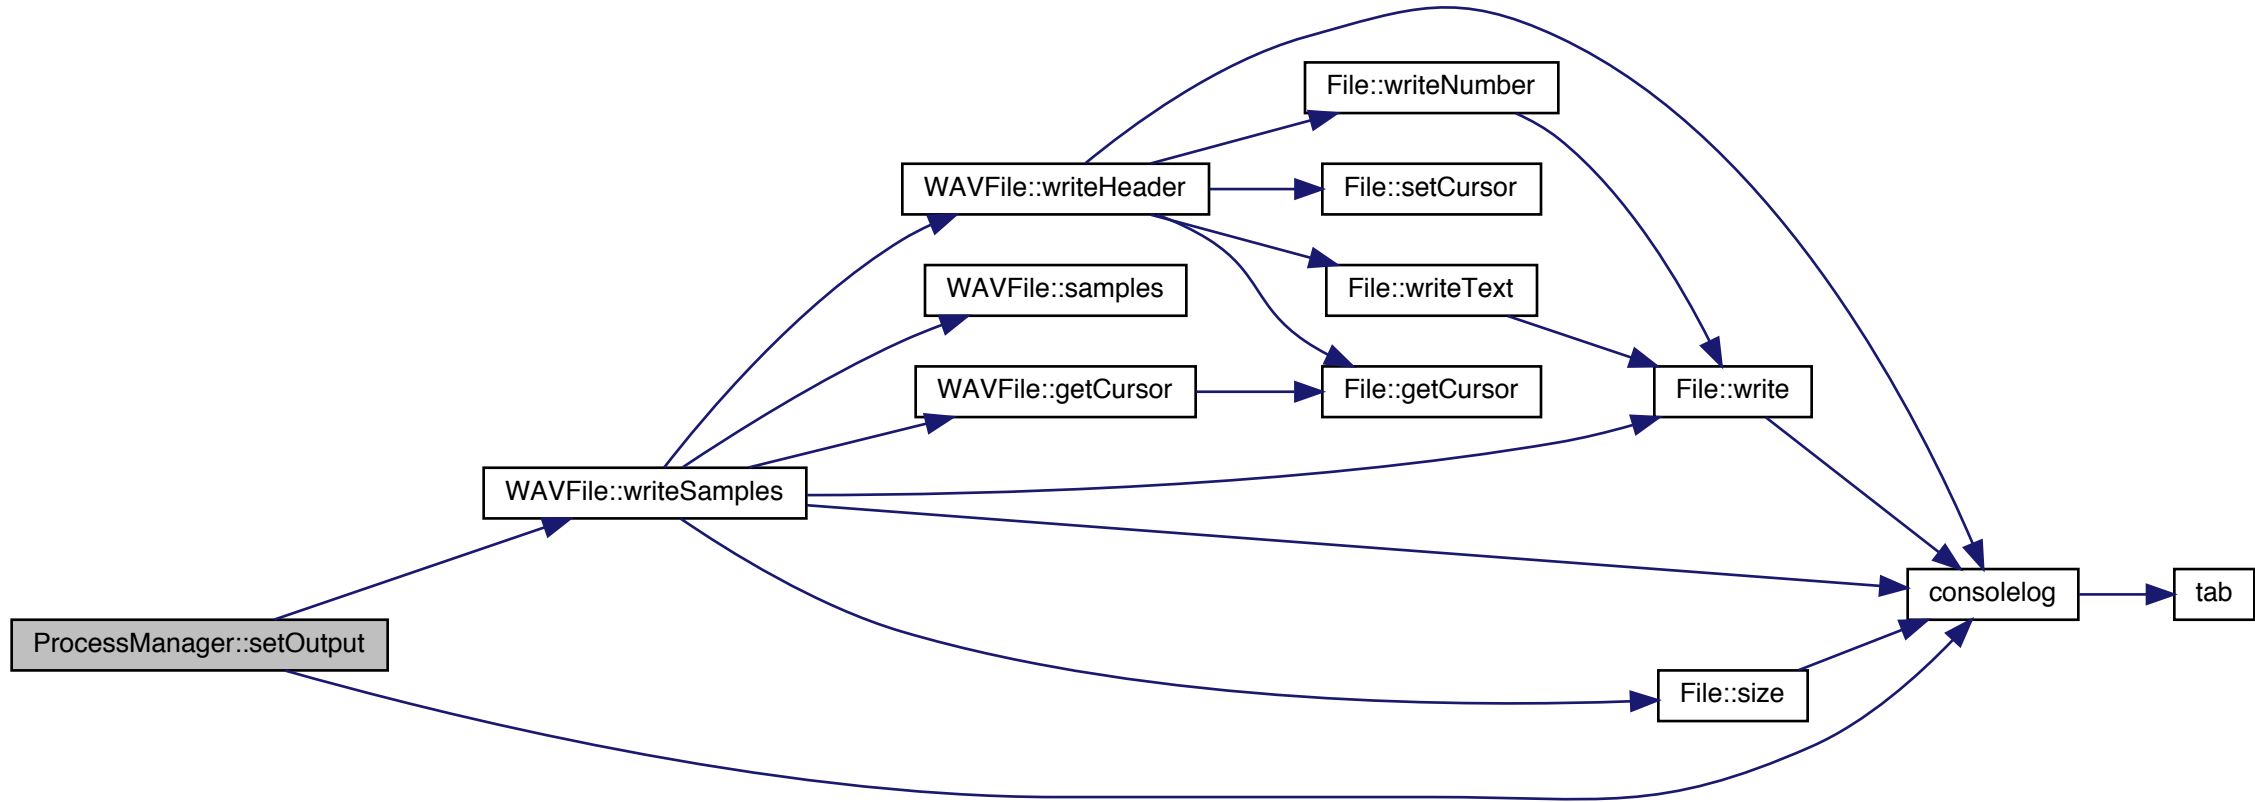 File::writeNumber
WAVFile::writeHeader
File::setCursor
WAVFile::samples
File::writeText
WAVFile::getCursor
File::getCursor
File::write
WAVFile::writeSamples
consolelog
tab
ProcessManager::setOutput
File::size